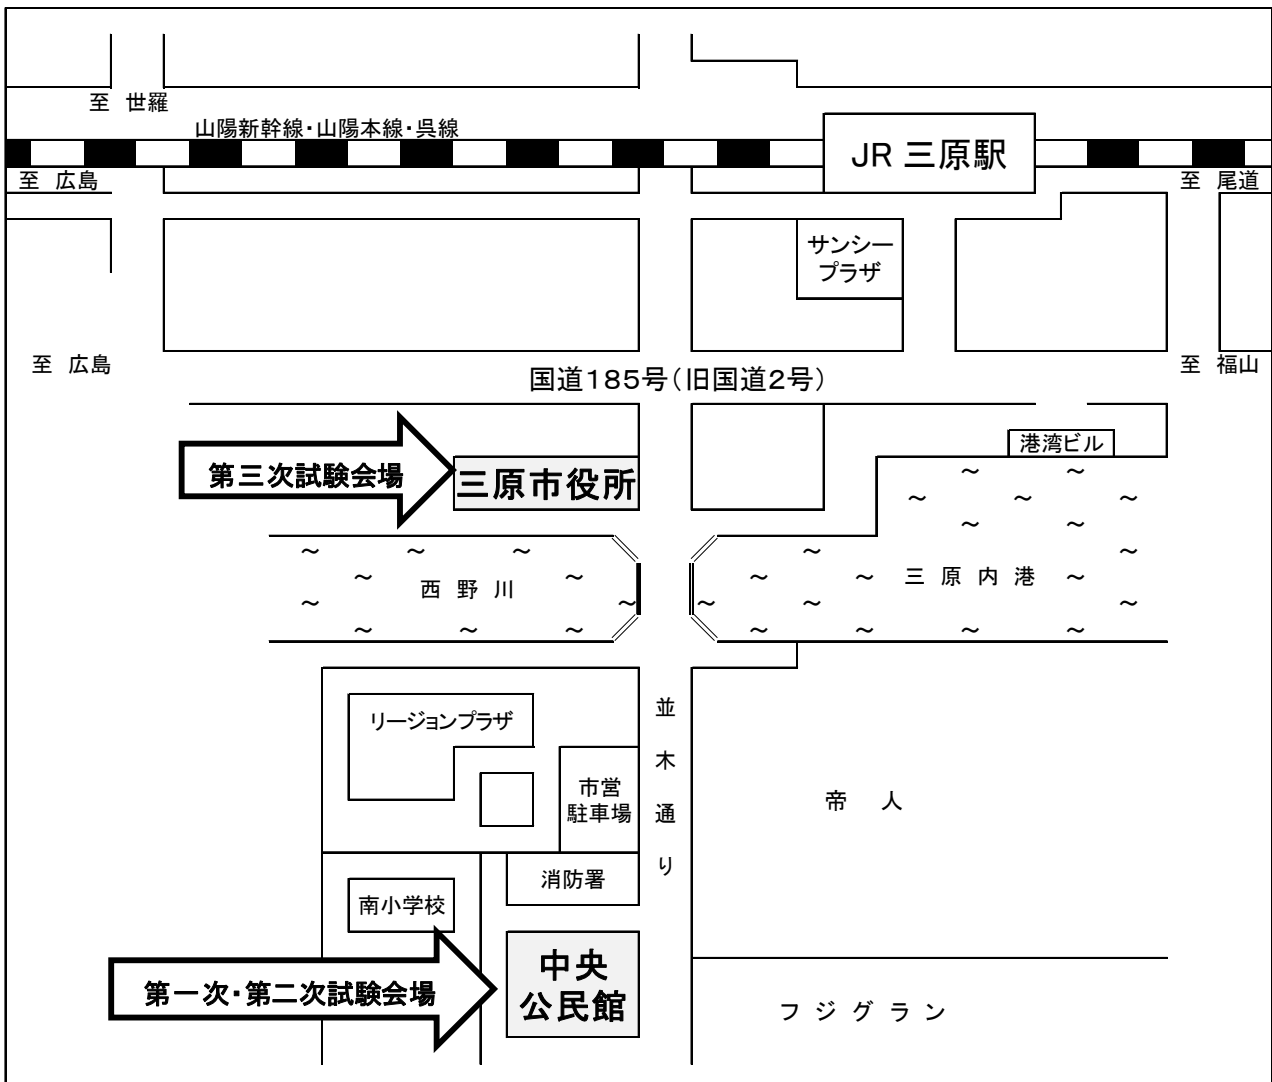 至 世羅
山陽新幹線・山陽本線・呉線
JR 三原駅
至 広島
至 尾道
サンシー
プラザ
至 広島
至 福山
国道185号(旧国道2号)
港湾ビル
第三次試験会場
三原市役所
西野川
三原内港
並木通り
リージョンプラザ
市営
駐車場
帝人
消防署
南小学校
中央
公民館
第一次・第二次試験会場
フジグラン